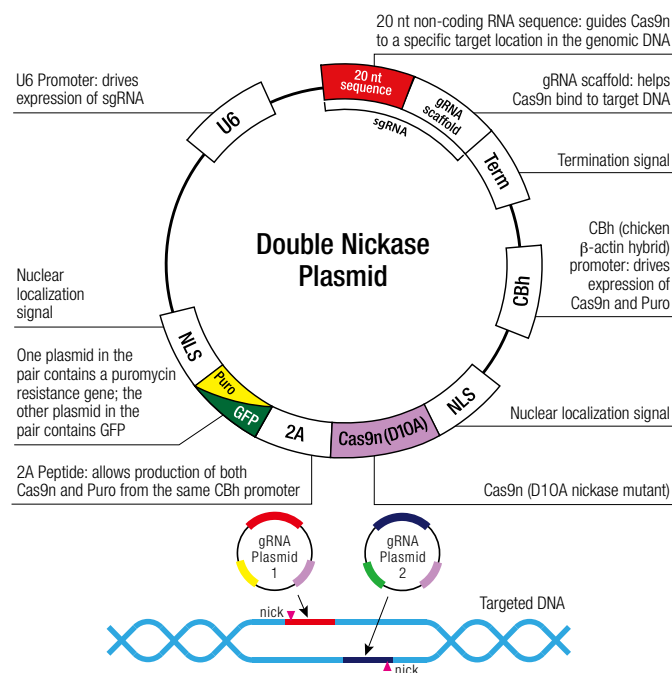 20 nt non-coding RNA sequence: guides Cas9n
to a specific target location in the genomic DNA
U6 Promoter: drives
expression of sgRNA
gRNA scaffold: helps
Cas9n bind to target DNA
20 nt
sequence
gRNA
scaffold
sgRNA
U6
Term
Termination signal
Double Nickase
Plasmid
CBh (chicken
β-actin hybrid)
promoter: drives
expression of
Cas9n and Puro
CBh
Nuclear
localization
signal
NLS
One plasmid in the
pair contains a puromycin
resistance gene; the
other plasmid in the
pair contains GFP
Puro
GFP
2A
Cas9n (D10A)
NLS
Nuclear localization signal
2A Peptide: allows production of both
Cas9n and Puro from the same CBh promoter
Cas9n (D10A nickase mutant)
gRNA
Plasmid
1
gRNA
Plasmid
2
nick
Targeted DNA
nick